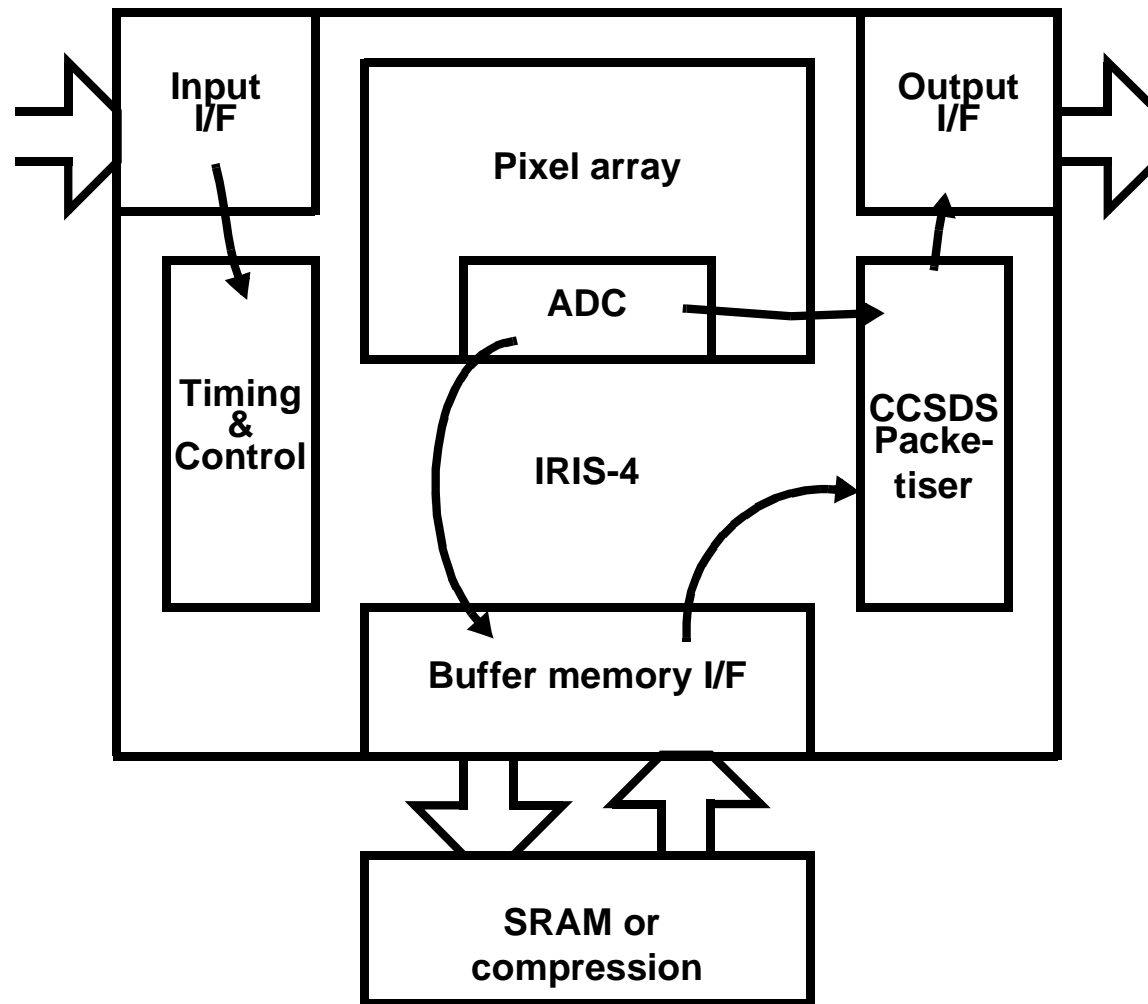 Input
I/F
Output
I/F
Pixel array
ADC
Timing
&
Control
IRIS-4
CCSDS
Packe-
tiser
Buffer memory I/F
SRAM or
compression